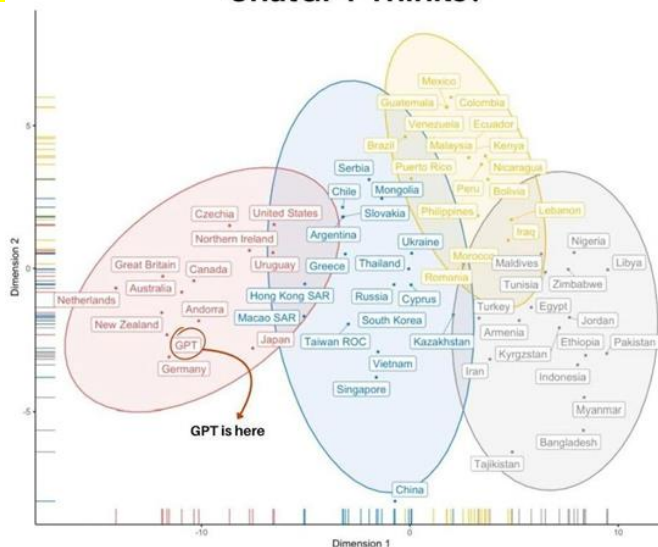 Mexico
Guatemala
Colombia
Venezuela
Ecuador
Brazil
Malaysia
Kenya
Serbia
Puerto Rico
Nicaragua
Chile
Mongolia
Peru
Bolivia
Czechia
United States
Slovakia
Philippines
Lebanon
Northern Ireland
Argentina
Ukraine
Iraq
Nigeria
Great Britain
Canada
Uruguay
Greece
Thailand
Morocco
Maldives
Libya
Romania
Tunisia
Zimbabwe
Netherlands
Australia
Hong Kong SAR
Russia
Cyprus
Turkey
Egypt
New Zealand
Andorra
Macao SAR
South Korea
Armenia
Jordan
GPT
Japan
Taiwan ROC
Kazakhstan
Kyrgzstan
Ethiopia
Pakistan
Germany
Vietnam
Iran
Indonesia
Singapore
Myanmar
GPT is here
Bangladesh
Tajikistan
China
Dimension 2
5
0
-5
-10
0
10
Dimension 1